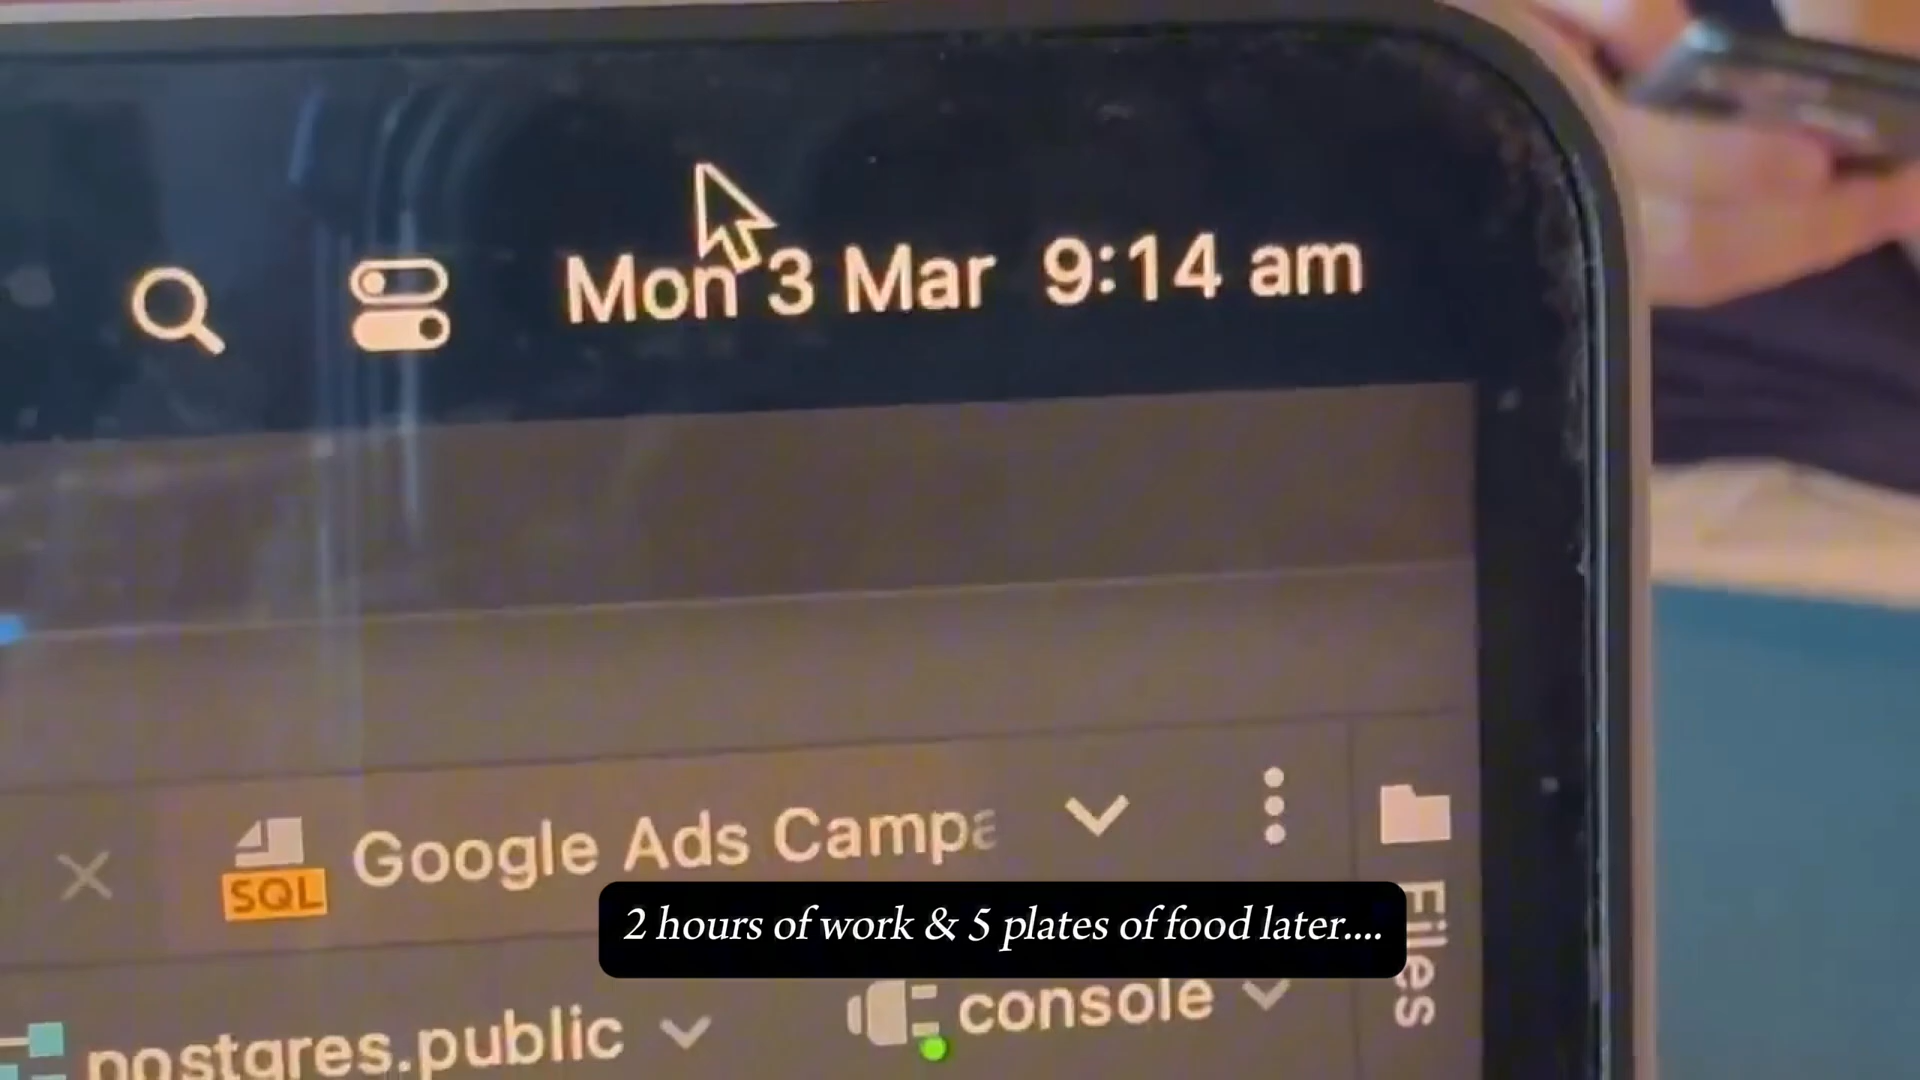 Mon 3 Mar 9:14 am
SQL Google Ads Campa
2 hours of work & 5 plates of food later....
Files
postgres.public
console